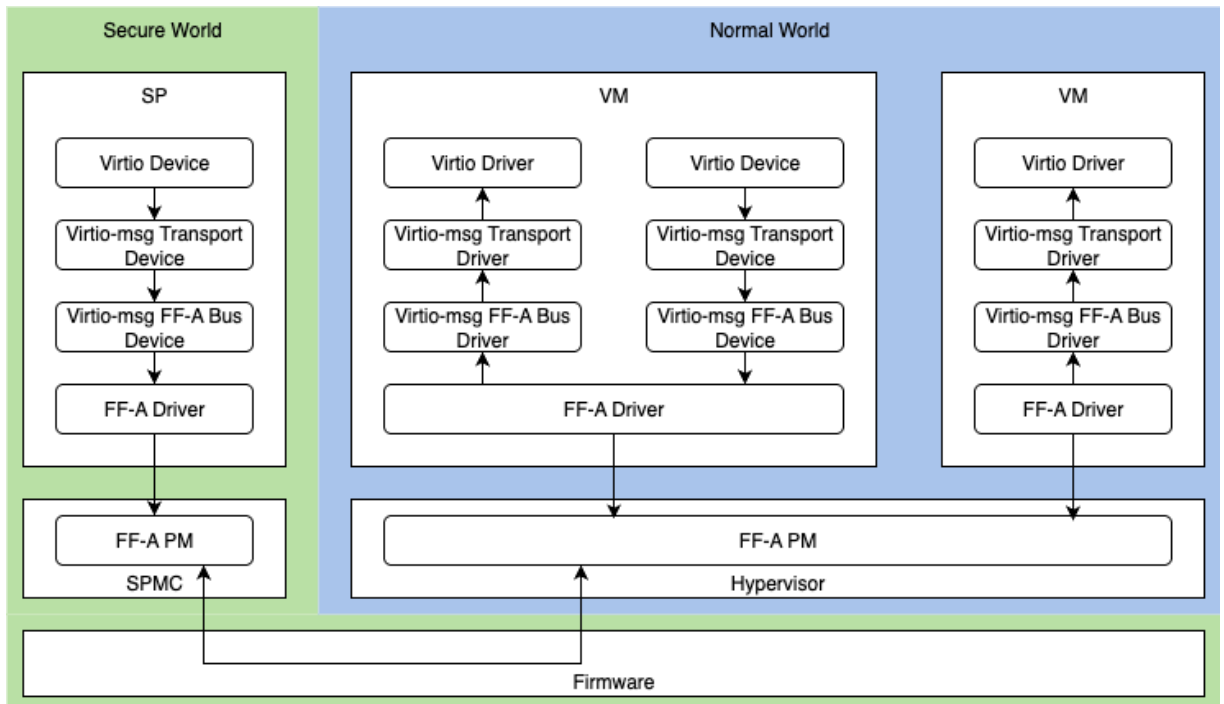 Secure World
Normal World
SP
VM
VM
Virtio Device
Virtio Driver
Virtio Device
Virtio Driver
Virtio-msg Transport
Device
Virtio-msg Transport
Driver
Virtio-msg Transport
Device
Virtio-msg Transport
Driver
Virtio-msg FF-A Bus
Device
Virtio-msg FF-A Bus
Driver
Virtio-msg FF-A Bus
Device
Virtio-msg FF-A Bus
Driver
FF-A Driver
FF-A Driver
FF-A Driver
FF-A PM
FF-A PM
SPMC
Hypervisor
Firmware